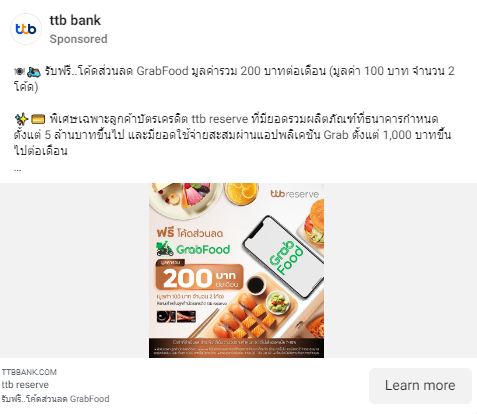 ttb
ttb bank
Sponsored
รับฟรี..โค้ดส่วนลด GrabFood มูลค่ารวม 200 บาทต่อเดือน (มูลค่า 100 บาท จำนวน 2
โค้ด)
พิเศษเฉพาะลูกค้าบัตรเครดิต ttb reserve ที่มียอดรวมผลิตภัณฑ์ที่ธนาคารกำหนด
ตั้งแต่ 5 ล้านบาทขึ้นไป และมียอดใช้จ่ายสะสมผ่านแอปพลิเคชัน Grab ตั้งแต่ 1,000 บาทขึ้น
ไปต่อเดือน
...
ttb reserve
ฟรี โค้ดส่วนลด
GrabFood
มูลค่ารวม
200 บาท
ต่อเดือน
(มูลค่า 100 บาท จำนวน 2 โค้ด)
Grab
Food
TTBBANK.COM
ttb reserve
รับฟรี..โค้ดส่วนลด GrabFood
Learn more